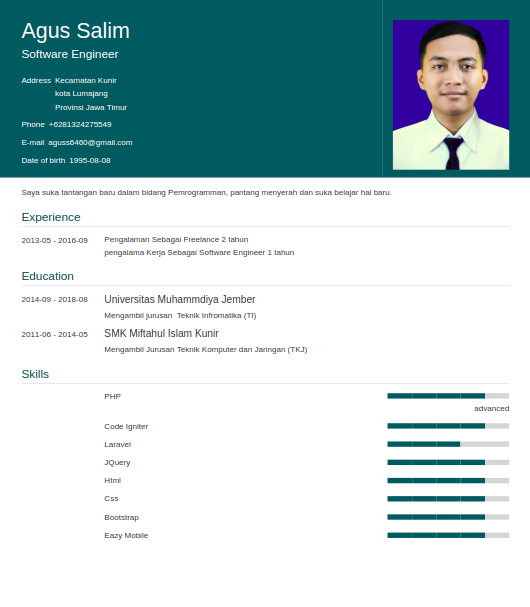 Agus Salim
Software Engineer
Address Kecamatan Kunir
kota Lumajang
Provinsi Jawa Timur
Phone +6281324275549
E-mail aguss6460@gmail.com
Date of birth 1995-08-08
Saya suka tantangan baru dalam bidang Pemrogramman, pantang menyerah dan suka belajar hal baru.
Experience
2013-05 - 2016-09 Pengalaman Sebagai Freelance 2 tahun
pengalama Kerja Sebagai Software Engineer 1 tahun
Education
2014-09 - 2018-08 Universitas Muhammdiya Jember
Mengambil jurusan Teknik Infromatika (TI)
2011-06 - 2014-05 SMK Miftahul Islam Kunir
Mengambil Jurusan Teknik Komputer dan Jaringan (TKJ)
Skills
PHP
advanced
Code Igniter
Laravel
JQuery
Html
Css
Bootstrap
Eazy Mobile